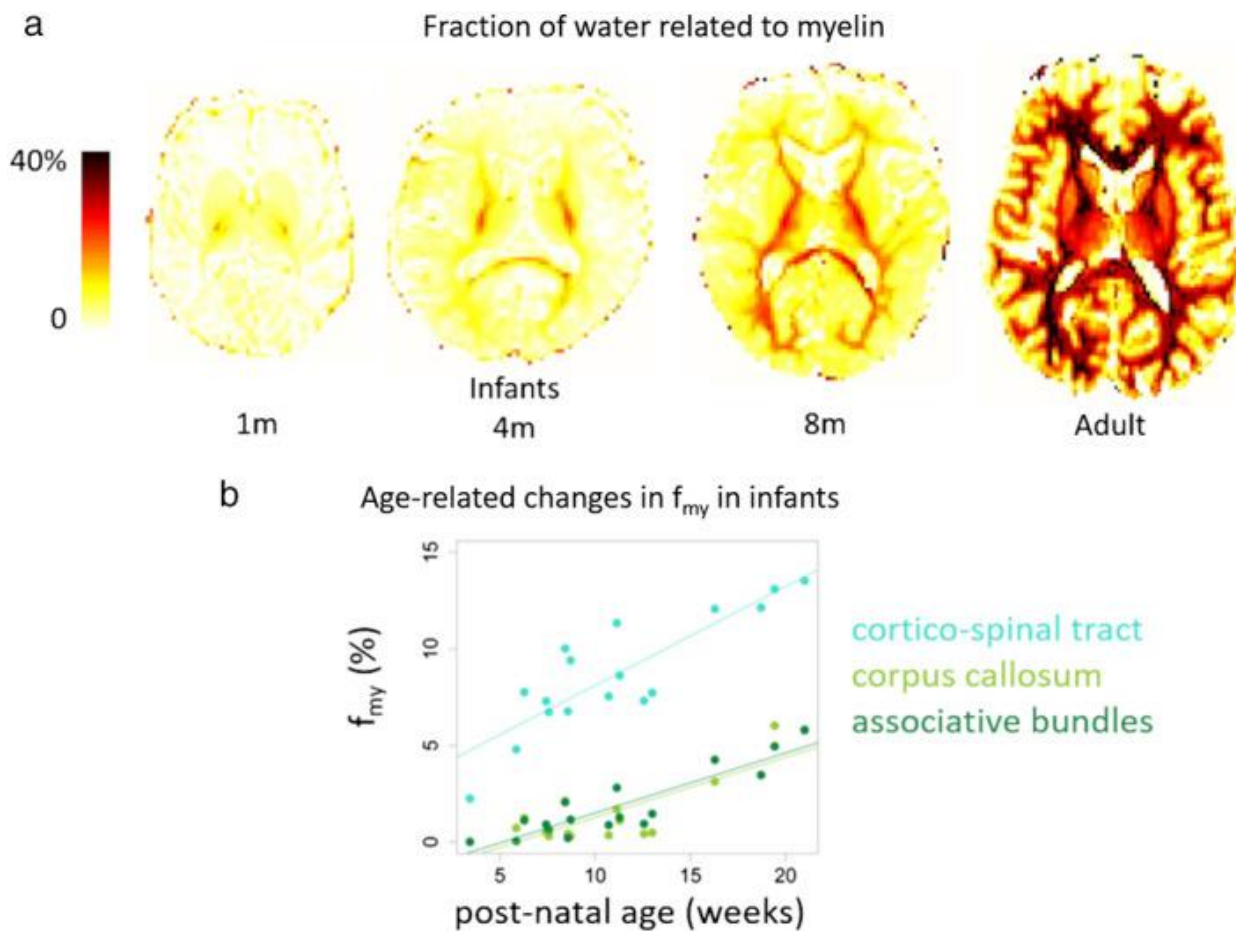 a
Fraction of water related to myelin
40%
0
Infants
1m
4m
8m
Adult
b
Age-related changes in fmy in infants
15
10
5
0
fmy (%)
5 10 15 20
post-natal age (weeks)
cortico-spinal tract
corpus callosum
associative bundles